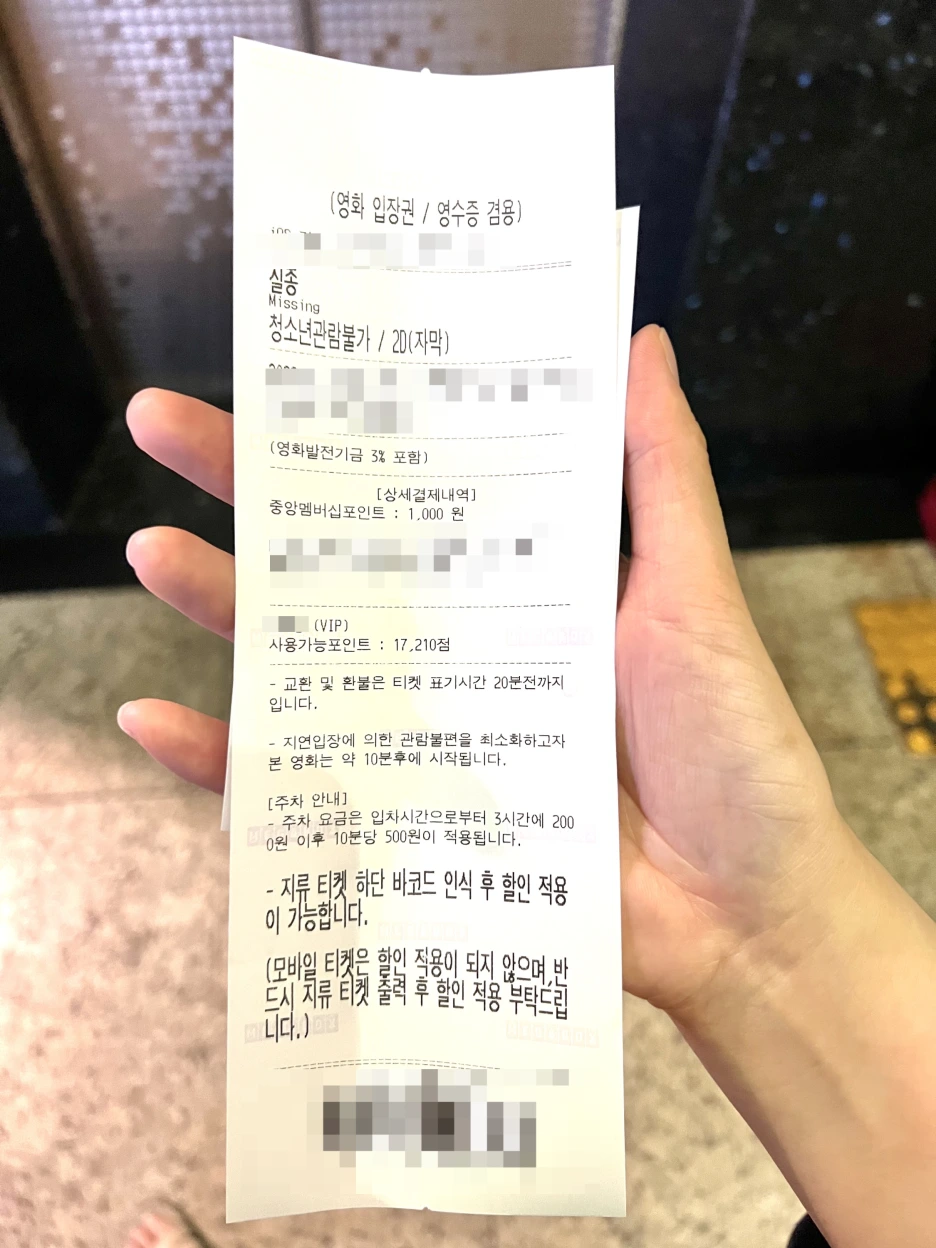 (영화 입장권 / 영수증 겸용)
실종
Missing
청소년관람불가 / 2D(자막)
(영화발전기금 3% 포함)
[상세결제내역]
중앙멤버십포인트 : 1,000 원
(VIP)
사용가능포인트 : 17,210점
- 교환 및 환불은 티켓 표기시간 20분전까지
입니다.
- 지연입장에 의한 관람불편을 최소화하고자
본 영화는 약 10분후에 시작됩니다.
[주차 안내]
- 주차 요금은 입차시간으로부터 3시간에 200
0원 이후 10분당 500원이 적용됩니다.
- 지류 티켓 하단 바코드 인식 후 할인 적용
이 가능합니다.
(모바일 티켓은 할인 적용이 되지 않으며,반
드시 지류 티켓 출력 후 할인 적용 부탁드립
니다.)